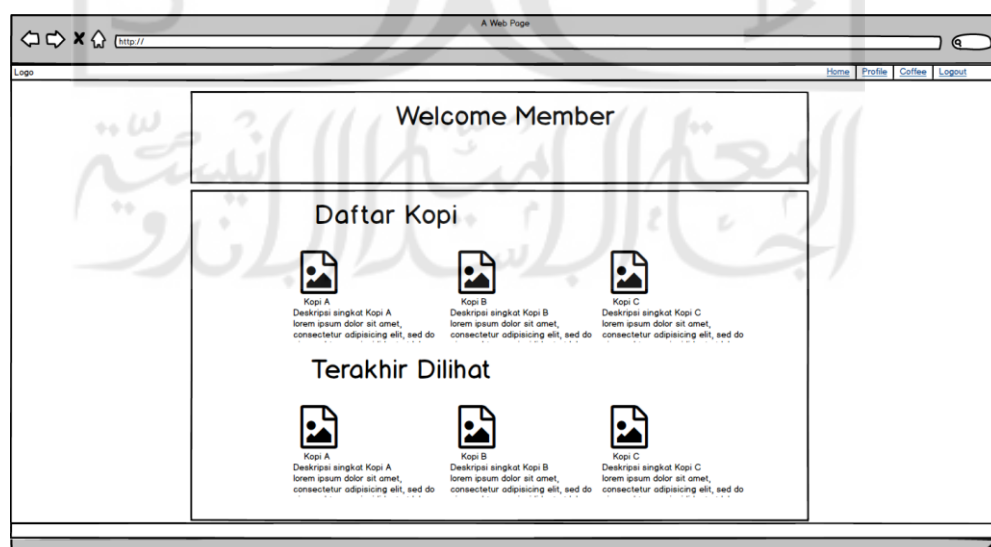 A Web Page
http://
Logo
Home Profile Coffee Logout
Welcome Member
Daftar Kopi
Kopi A
Deskripsi singkat Kopi A
lorem ipsum dolor sit amet,
consectetur adipisicing elit, sed do
Kopi B
Deskripsi singkat Kopi B
lorem ipsum dolor sit amet,
consectetur adipisicing elit, sed do
Kopi C
Deskripsi singkat Kopi C
lorem ipsum dolor sit amet,
consectetur adipisicing elit, sed do
Terakhir Dilihat
Kopi A
Deskripsi singkat Kopi A
lorem ipsum dolor sit amet,
consectetur adipisicing elit, sed do
Kopi B
Deskripsi singkat Kopi B
lorem ipsum dolor sit amet,
consectetur adipisicing elit, sed do
Kopi C
Deskripsi singkat Kopi C
lorem ipsum dolor sit amet,
consectetur adipisicing elit, sed do